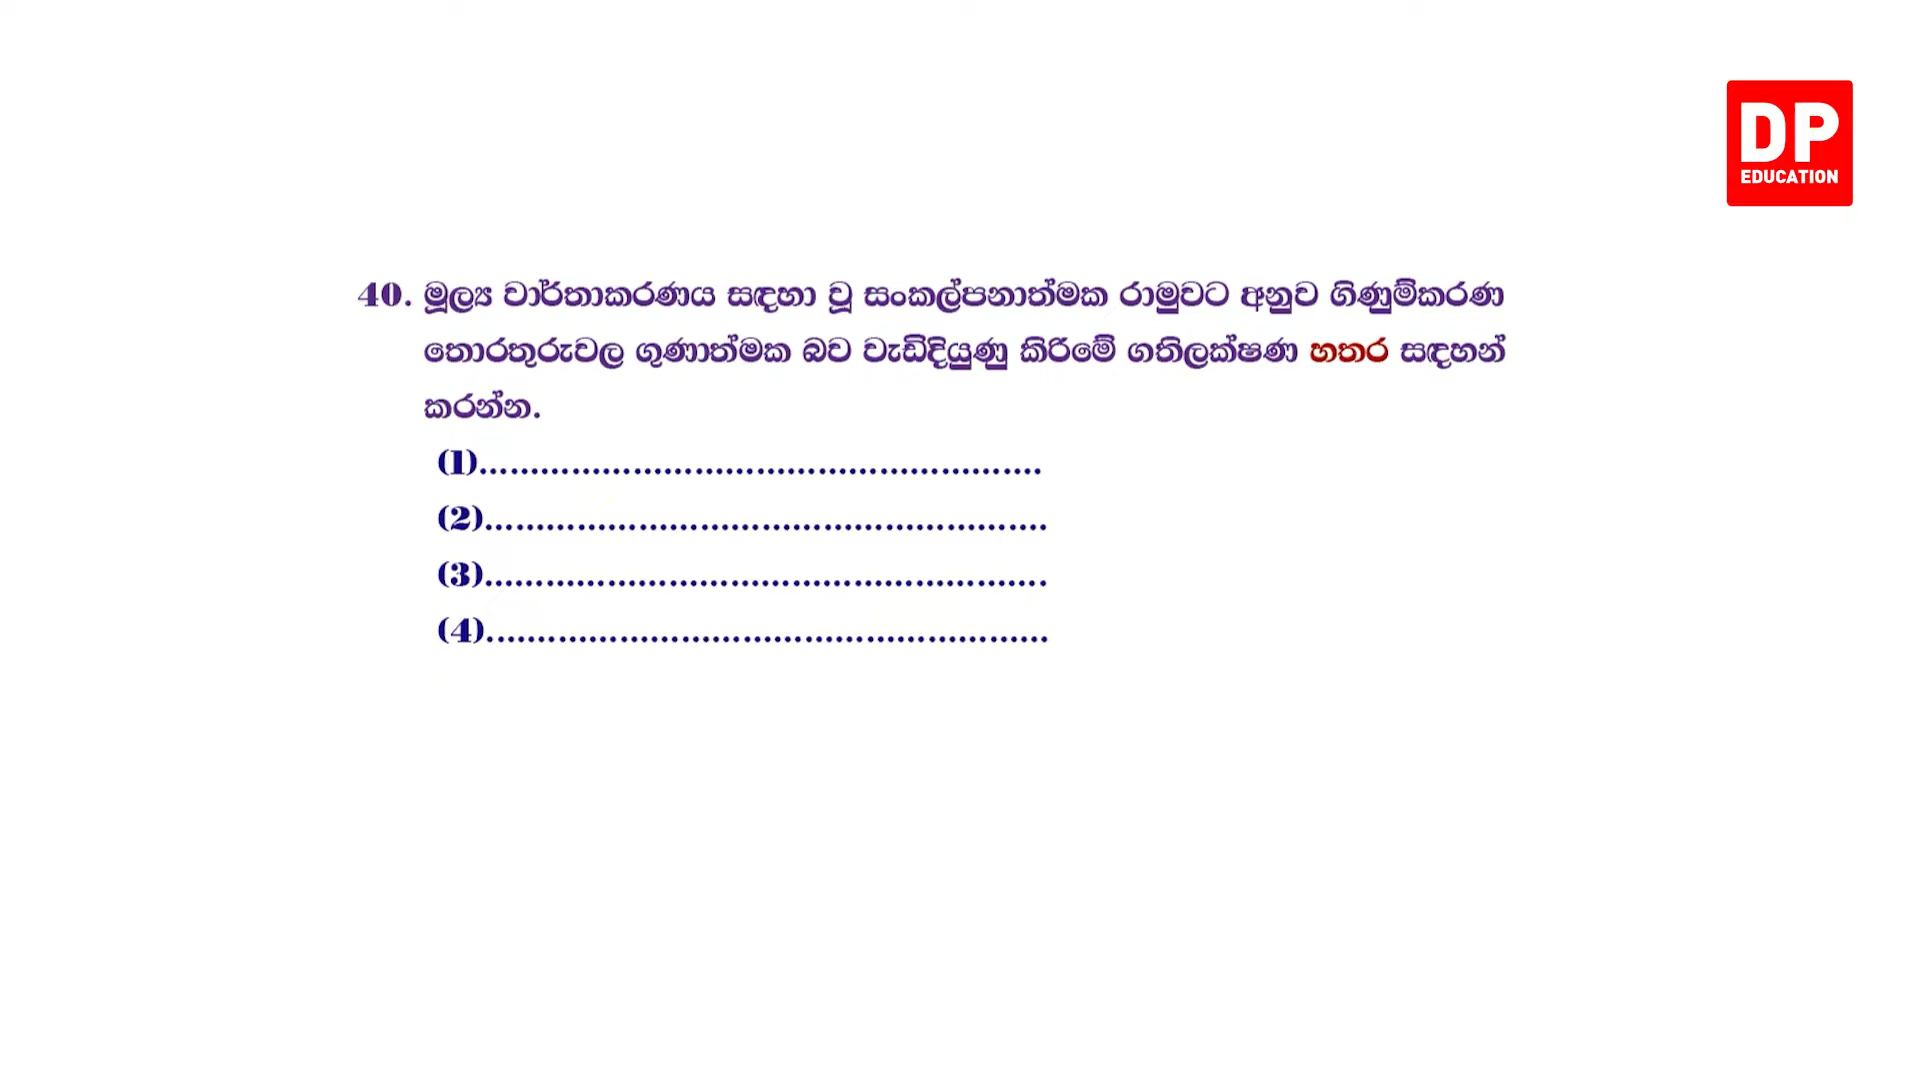 DP
EDUCATION
40. මූල්‍ය වාර්තාකරණය සඳහා වූ සංකල්පනාත්මක රාමුවට අනුව ගිණුම්කරණ
තොරතුරුවල ගුණාත්මක බව වැඩිදියුණු කිරීමේ ගතිලක්ෂණ හතර සඳහන්
කරන්න.
(1).......................................................
(2).......................................................
(3).......................................................
(4).......................................................